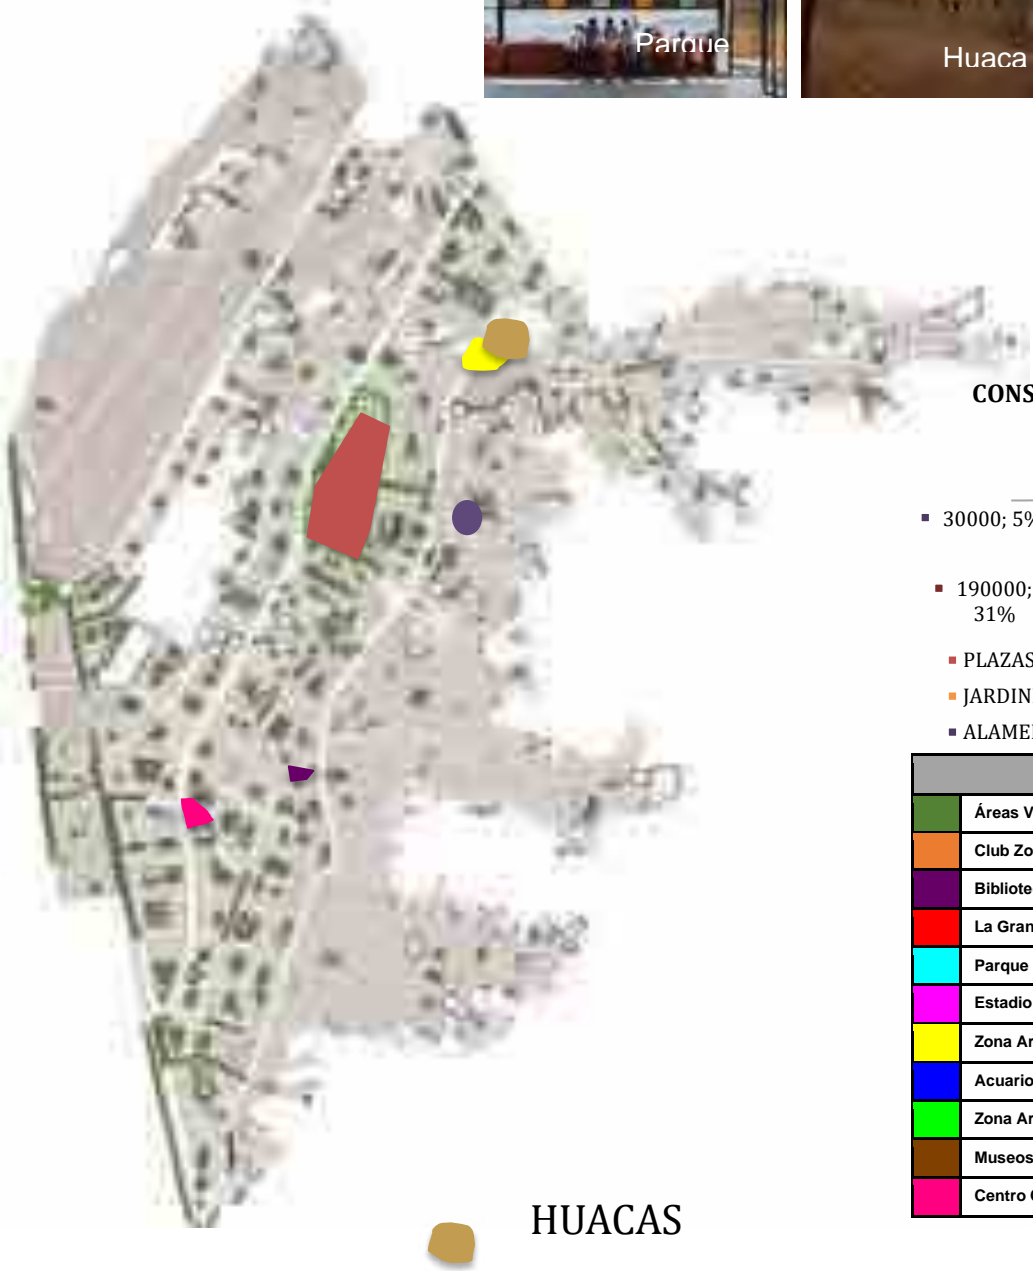 Parque
Huaca
CONS
30000; 5%
190000;
31%
PLAZAS
JARDIN
ALAME
Áreas V
Club Zo
Bibliote
La Gran
Parque
Estadio
Zona Ar
Acuario
Zona Ar
Museos
Centro
HUACAS